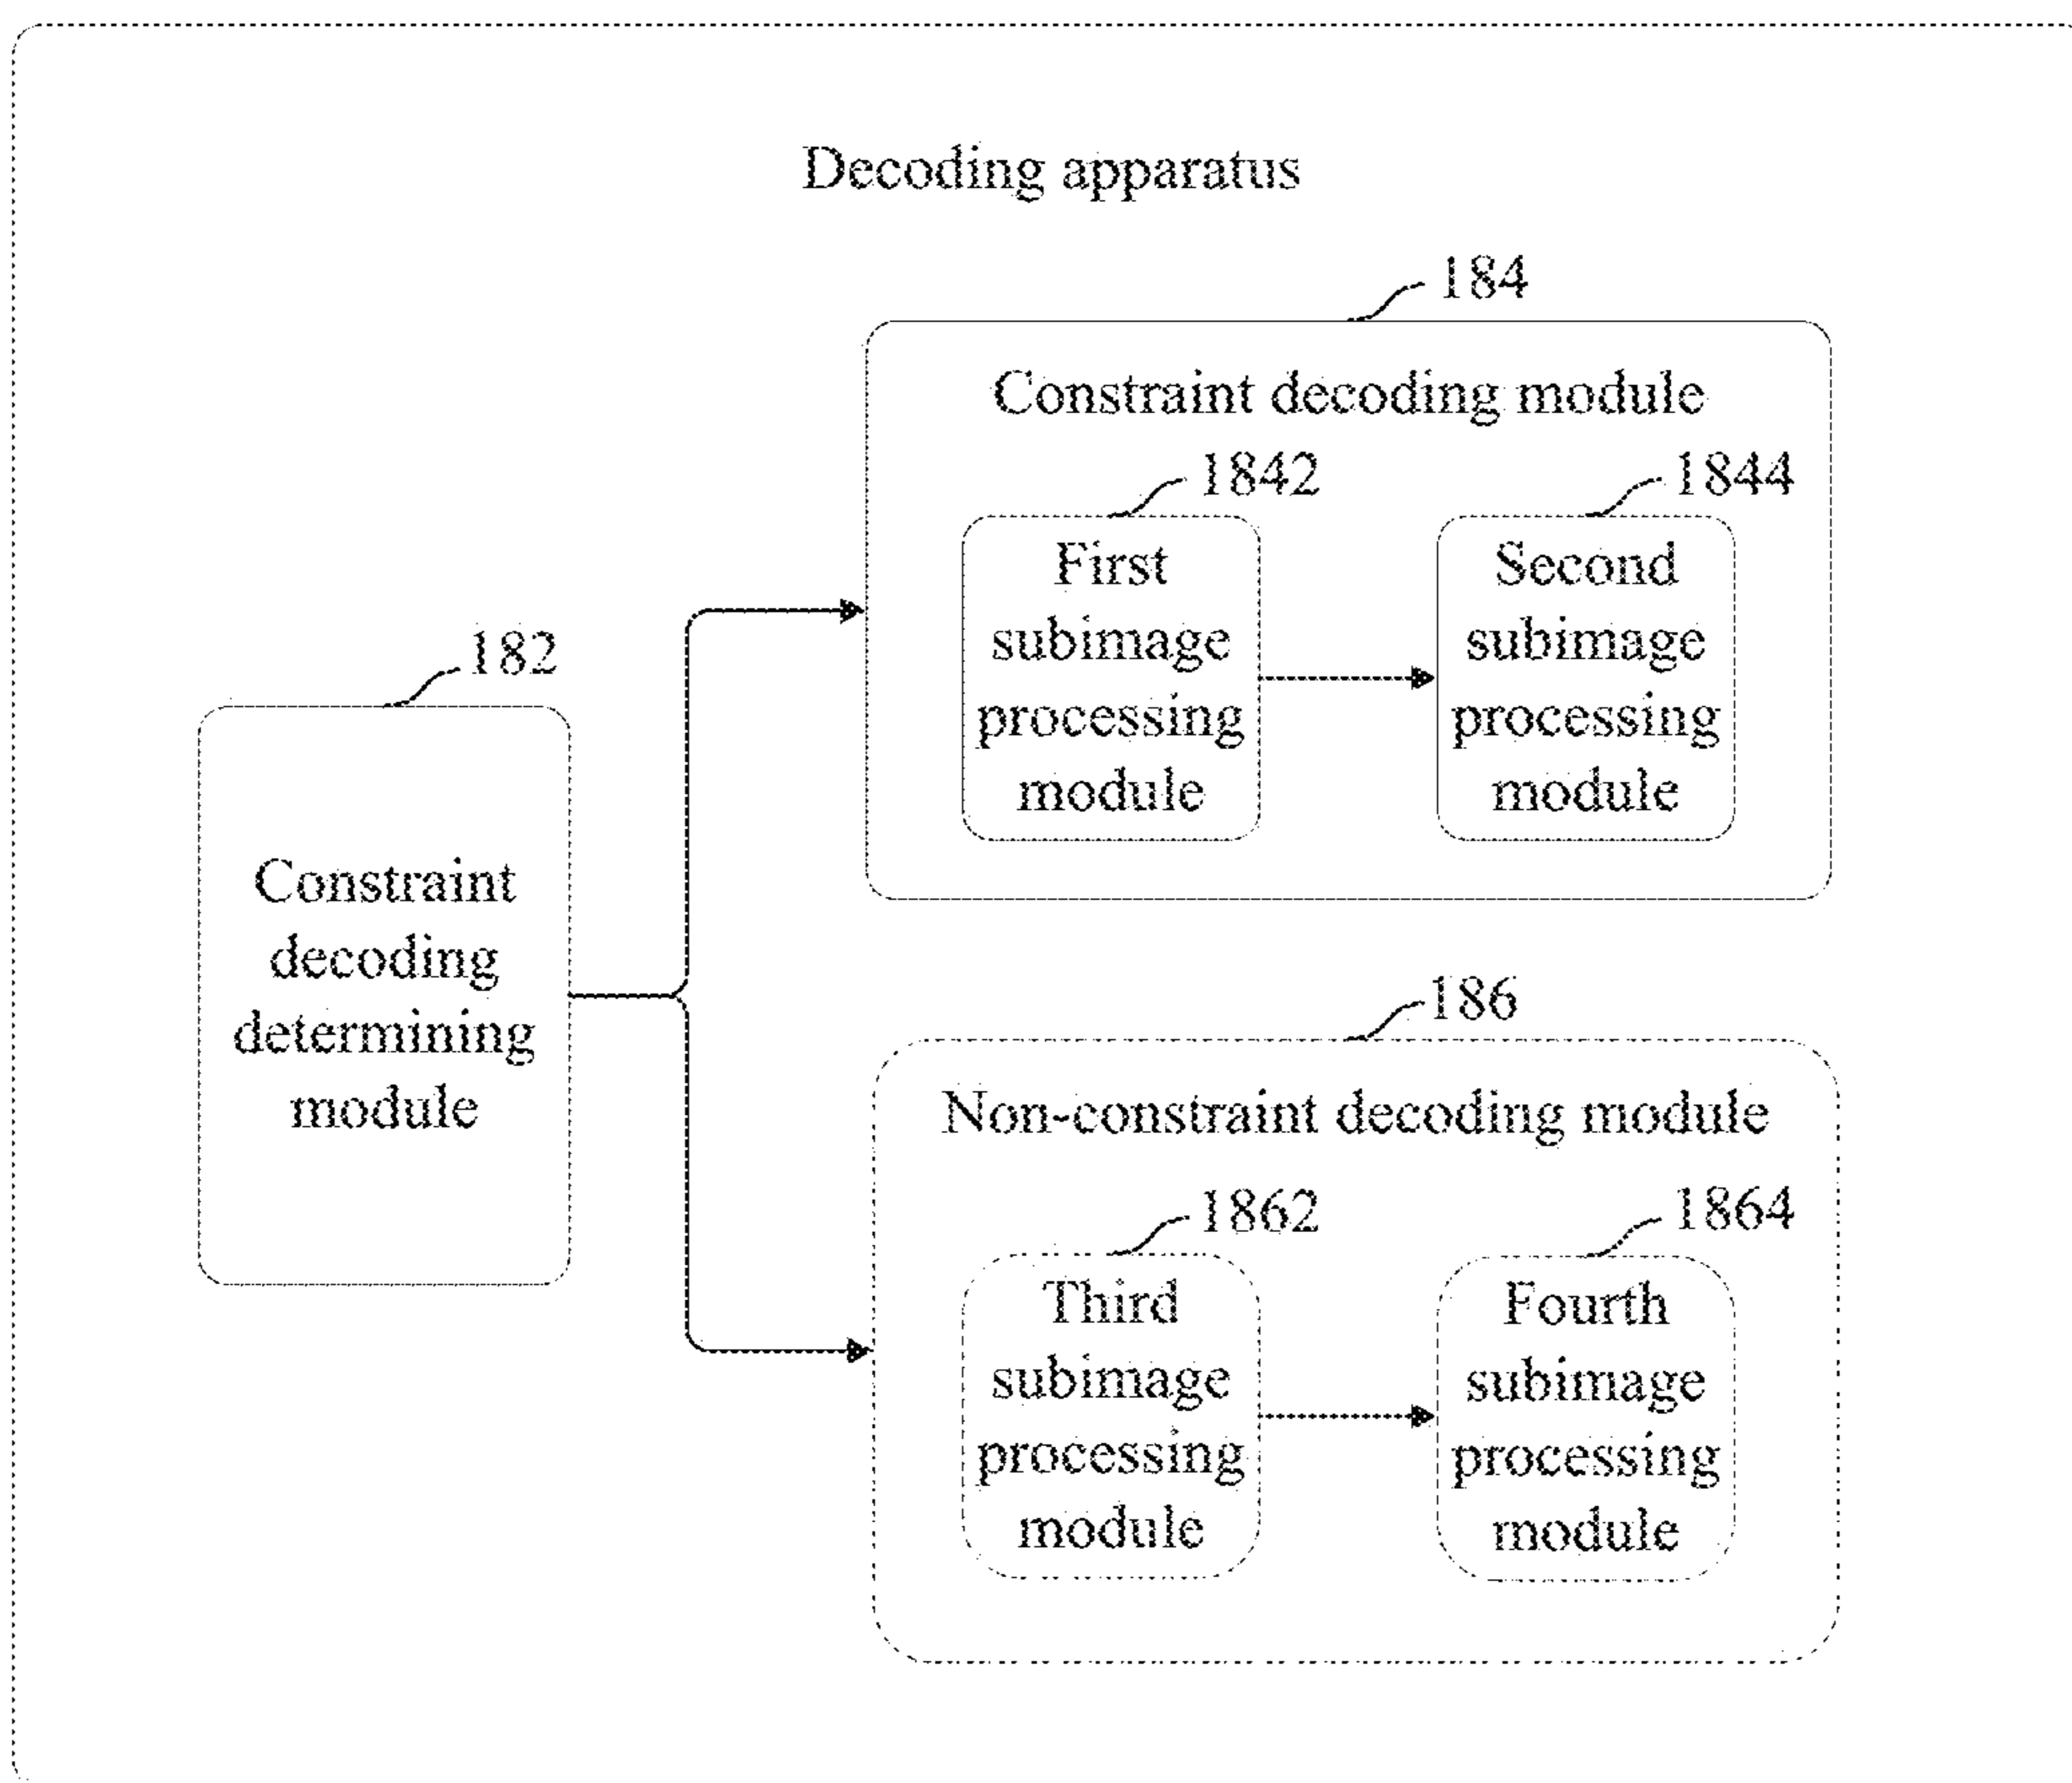 Decoding apparatus
184
Constraint decoding module
1842
1844
First
subimage
processing
module
Second
subimage
processing
module
182
Constraint
decoding
determining
module
186
Non-constraint decoding module
1862
1864
Third
subimage
processing
module
Fourth
subimage
processing
module